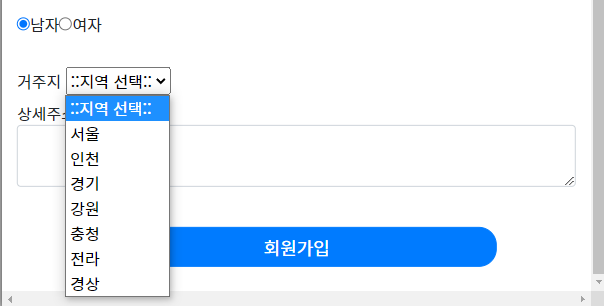 남자여자
거주지 ::지역 선택::
::지역 선택::
상세주
서울
인천
경기
강원
충청
전라
경상
회원가입